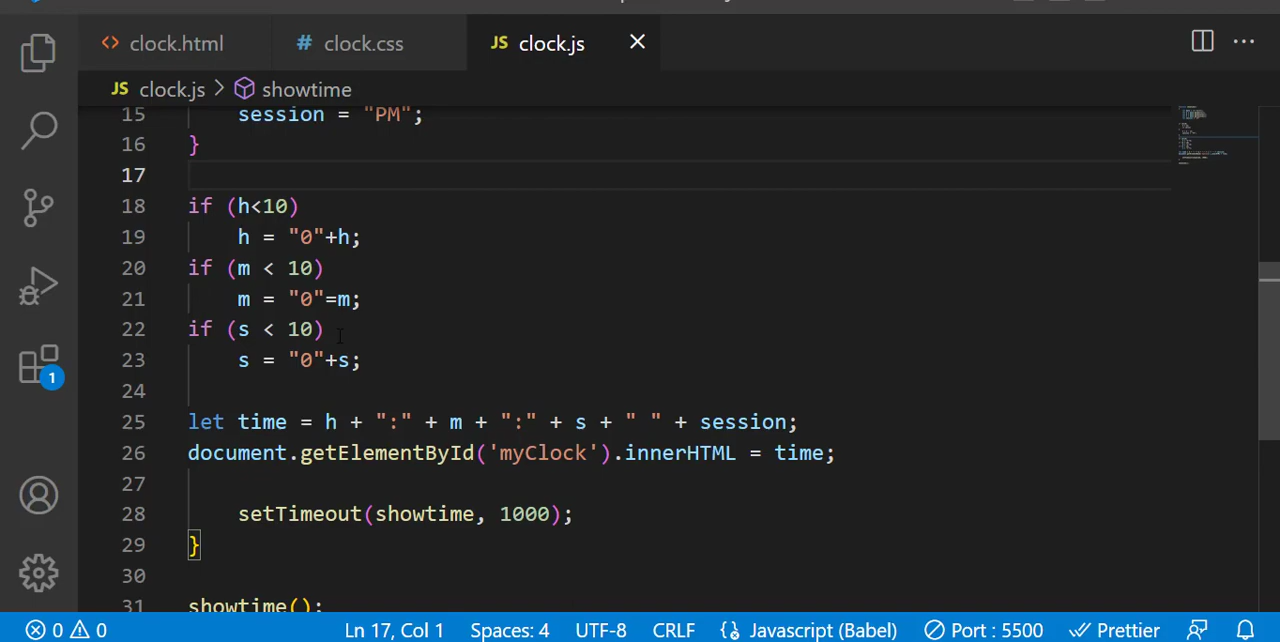 clock.html # clock.css JS clock.js
JS clock.js > showtime
15 session = "PM";
16 }
17
18 if (h<10)
19 h = "0"+h;
20 if (m < 10)
21 m = "0"=m;
22 if (s < 10)
23 s = "0"+s;
24
25 let time = h + ":" + m + ":" + s + " " + session;
26 document.getElementById('myClock').innerHTML = time;
27
28 setTimeout(showtime, 1000);
29 }
30
31 showtime();
1
0 0 Ln 17, Col 1 Spaces: 4 UTF-8 CRLF Javascript (Babel) Port : 5500 Prettier